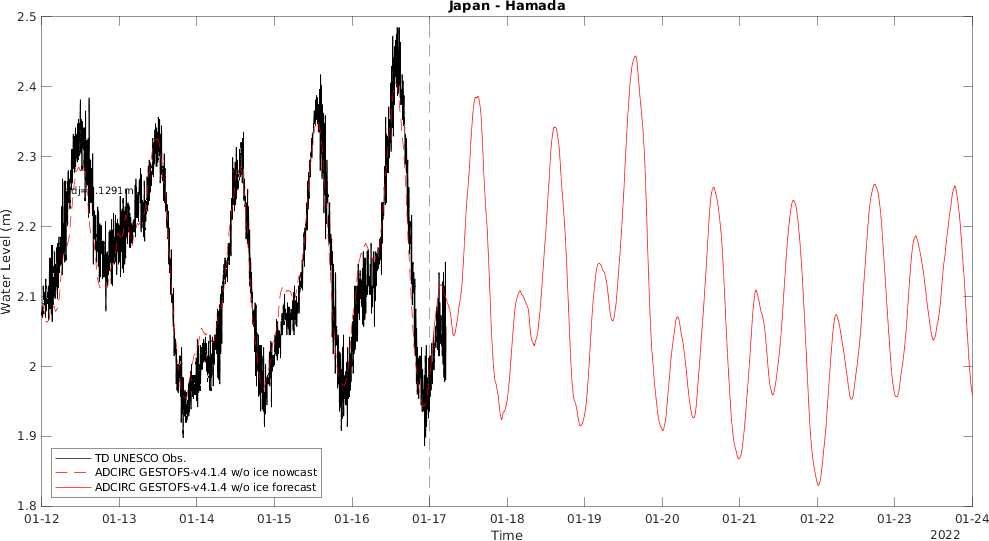 Japan - Hamada
2.5
2.4
2.3
2.2
2.1
2
1.9
1.8
Water Level (m)
TD UNESCO Obs.
ADCIRC GESTOFS-v4.1.4 w/o ice nowcast
ADCIRC GESTOFS-v4.1.4 w/o ice forecast
01-12 01-13 01-14 01-15 01-16 01-17 01-18 01-19 01-20 01-21 01-22 01-23 01-24
Time
2022